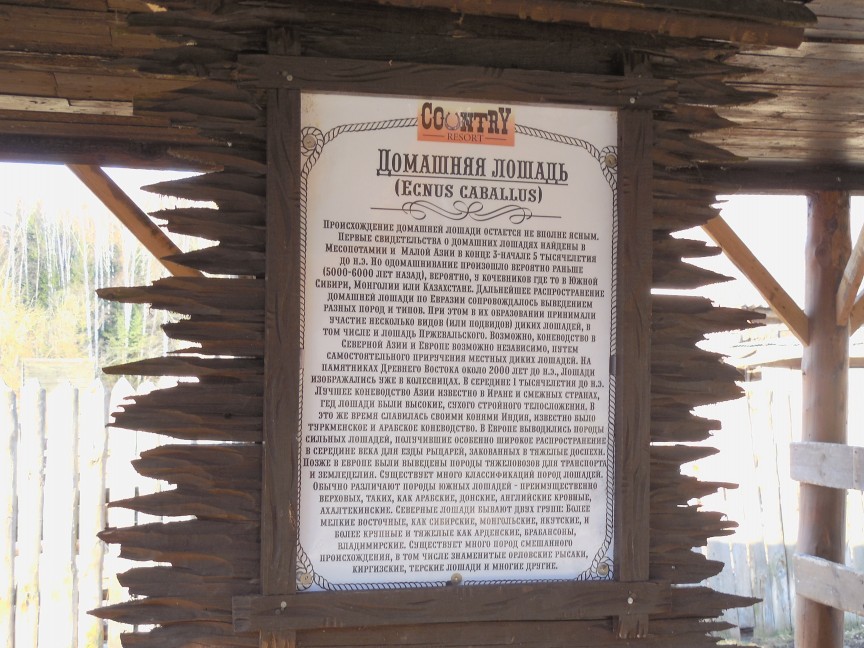 COUNTRY
RESORT
Домашняя лошадь
(Ecnus caballus)
Происхождение домашней лошади остается не вполне ясным.
Первые свидетельства о домашних лошадях найдены в
Месопотамии и Малой Азии в конце 3-начале 5 тысячелетия
до н.э. Но одомашнивание произошло вероятно раньше
(5000-6000 лет назад), вероятно, у кочевников где то в Южной
Сибири, Монголии или Казахстане. Дальнейшее распространение
домашней лошади по Евразии сопровождалось выведением
разных пород и типов. При этом в их образовании принимали
участие несколько видов (или подвидов) диких лошадей, в
том числе и лошадь Пржевальского. Возможно, коневодство в
Северной Азии и Европе возможно независимо, путем
самостоятельного приручения местных диких лошадей. На
памятниках Древнего Востока около 2000 лет до н.э., Лошади
изображались уже в колесницах. В середине 1 тысячелетия до н.э.
Лучшее коневодство Азии известно в Иране и смежных странах,
гед лошади были высокие, сухого стройного телосложения. В
это же время славилась своими конями Индия, известно было
туркменское и арабское коневодство. В Европе выводились породы
сильных лошадей, получившие особенно широкое распространение
в середине века для езды рыцарей, закованных в тяжелые доспехи.
Позже в европе были выведены породы тяжеловозов для транспорта
и земледелия. Существует много классификаций пород лошадей.
Обычно различают породы южных лошадей - преимущественно
верховых, таких, как арабские, донские, английские кровные,
ахалтекинские. Северные лошади бывают двух групп: Более
мелкие восточные, как сибирские, монгольские, якутские, и
более крупные и тяжелые как арденские, брабансоны,
владимирские. Существует много пород смешанного
происхождения, в том числе знаменитые орловские рысаки,
киргизские, терские лошади и многие другие.